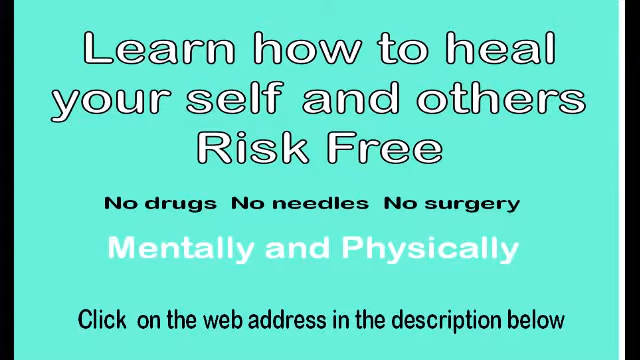 Learn how to heal
your self and others
Risk Free
No drugs No needles No surgery
Mentally and Physically
Click on the web address in the description below